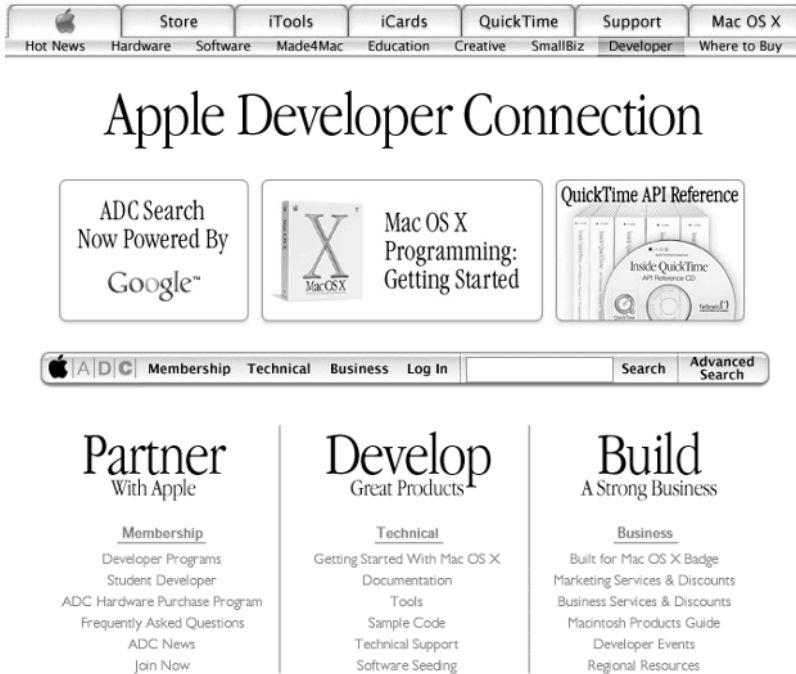 Store iTools iCards QuickTime Support Mac OS X
Hot News Hardware Software Made4Mac Education Creative SmallBiz Developer Where to Buy
Apple Developer Connection
ADC Search
Now Powered By
Google™
Mac OS X
Mac OS X
Programming:
Getting Started
QuickTime API Reference
Inside QuickTime
API Reference CD
QuickTime
ADC Membership Technical Business Log In Search Advanced Search
Partner
With Apple
Membership
Developer Programs
Student Developer
ADC Hardware Purchase Program
Frequently Asked Questions
ADC News
Join Now
Develop
Great Products
Technical
Getting Started With Mac OS X
Documentation
Tools
Sample Code
Technical Support
Software Seeding
Build
A Strong Business
Business
Built for Mac OS X Badge
Marketing Services & Discounts
Business Services & Discounts
Macintosh Products Guide
Developer Events
Regional Resources